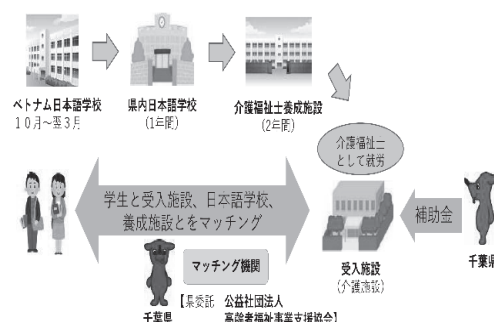 ベトナム日本語学校
10月～翌3月
県内日本語学校
(1年間)
介護福祉士養成施設
(2年間)
介護福祉士
として就労
学生と受入施設、日本語学校、
養成施設とをマッチング
補助金
マッチング機関
受入施設
(介護施設)
千葉県
千葉県
【県委託 公益社団法人
高齢者福祉事業支援協会】